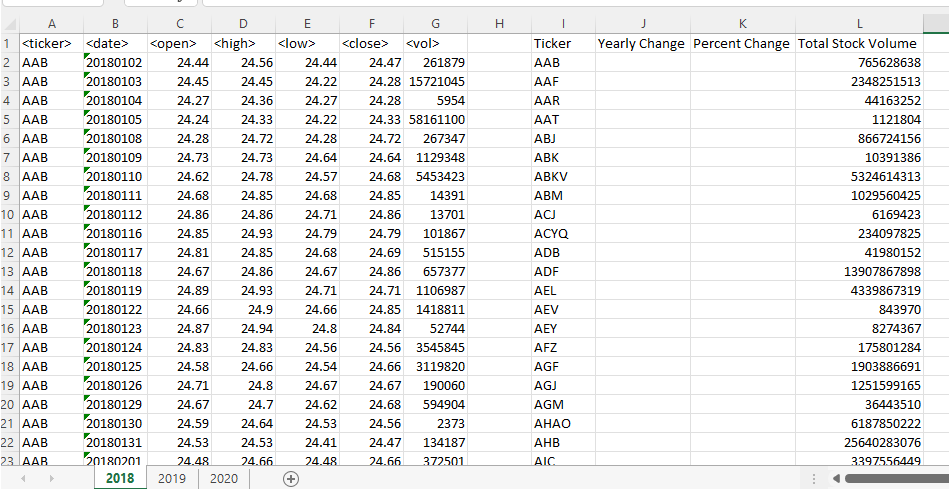 A B C D E F G H I J K L
1 <ticker> <date> <open> <high> <low> <close> <vol> Ticker Yearly Change Percent Change Total Stock Volume
2 AAB 20180102 24.44 24.56 24.44 24.47 261879 AAB 765628638
3 AAB 20180103 24.45 24.45 24.22 24.28 15721045 AAF 2348251513
4 AAB 20180104 24.27 24.36 24.27 24.28 5954 AAR 44163252
5 AAB 20180105 24.24 24.33 24.22 24.33 58161100 AAT 1121804
6 AAB 20180108 24.28 24.72 24.28 24.72 267347 ABJ 866724156
7 AAB 20180109 24.73 24.73 24.64 24.64 1129348 ABK 10391386
8 AAB 20180110 24.62 24.78 24.57 24.68 5453423 ABKV 5324614313
9 AAB 20180111 24.68 24.85 24.68 24.85 14391 ABM 1029560425
10 AAB 20180112 24.86 24.86 24.71 24.86 13701 ACJ 6169423
11 AAB 20180116 24.85 24.93 24.79 24.79 101867 ACYQ 234097825
12 AAB 20180117 24.81 24.85 24.68 24.69 515155 ADB 41980152
13 AAB 20180118 24.67 24.86 24.67 24.86 657377 ADF 13907867898
14 AAB 20180119 24.89 24.93 24.71 24.71 1106987 AEL 4339867319
15 AAB 20180122 24.66 24.9 24.66 24.85 1418811 AEV 843970
16 AAB 20180123 24.87 24.94 24.8 24.84 52744 AEY 8274367
17 AAB 20180124 24.83 24.83 24.56 24.56 3545845 AFZ 175801284
18 AAB 20180125 24.58 24.66 24.54 24.66 3119820 AGF 1903886691
19 AAB 20180126 24.71 24.8 24.67 24.67 190060 AGJ 1251599165
20 AAB 20180129 24.67 24.7 24.62 24.68 594904 AGM 36443510
21 AAB 20180130 24.59 24.64 24.53 24.56 2373 AHAO 6187850222
22 AAB 20180131 24.53 24.53 24.41 24.47 134187 AHB 25640283076
23 AAB 20180201 24.48 24.66 24.48 24.66 372501 AIC 3397556449
2018 2019 2020